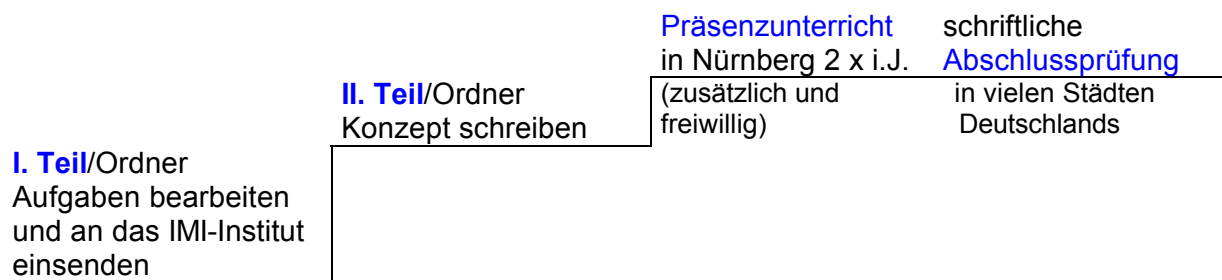 Präsenzunterricht
in Nürnberg 2 x i.J.
(zusätzlich und
freiwillig)
schriftliche
Abschlussprüfung
in vielen Städten
Deutschlands
II. Teil/Ordner
Konzept schreiben
I. Teil/Ordner
Aufgaben bearbeiten
und an das IMI-Institut
einsenden